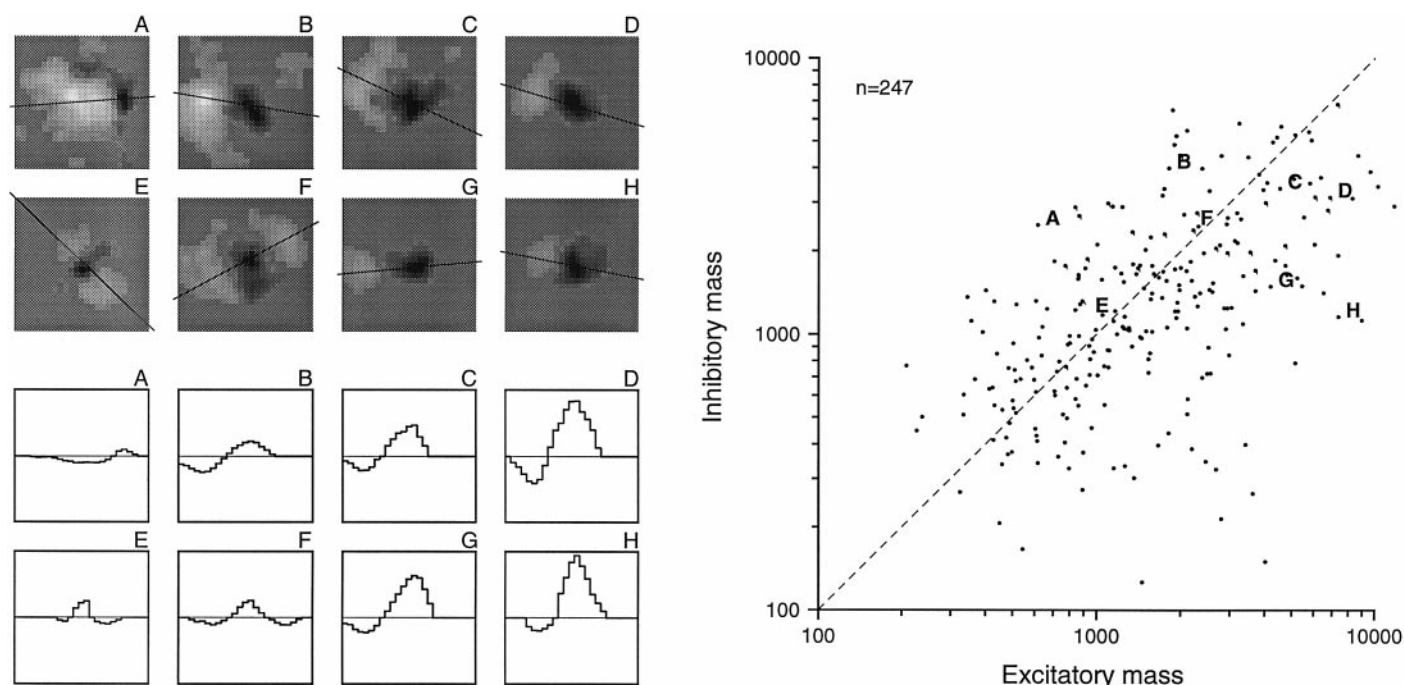 A B C D
E F G H
A B C D
E F G H
10000
n=247
B
C
D
A
F
G
E
H
1000
Inhibitory mass
100
100 1000 10000
Excitatory mass